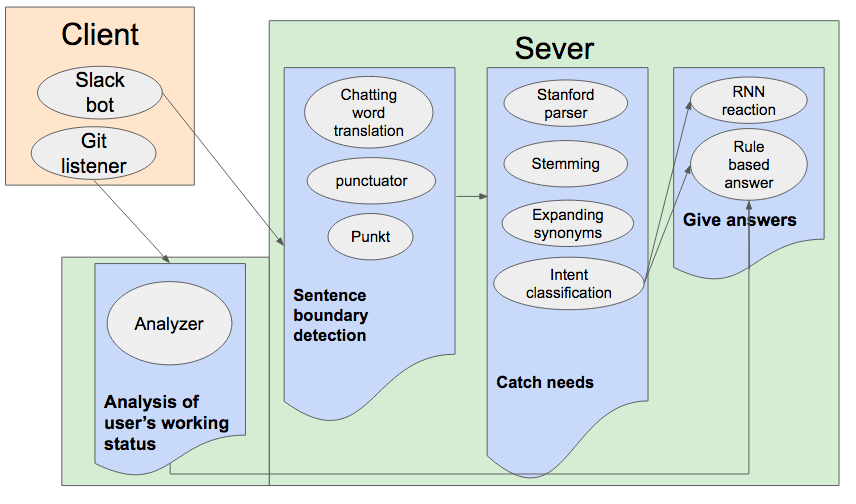 Client
Slack
bot
Git
listener
Sever
Chatting
word
translation
punctuator
Punkt
Sentence
boundary
detection
Stanford
parser
Stemming
Expanding
synonyms
Intent
classification
Catch needs
RNN
reaction
Rule
based
answer
Give answers
Analyzer
Analysis of
user's working
status